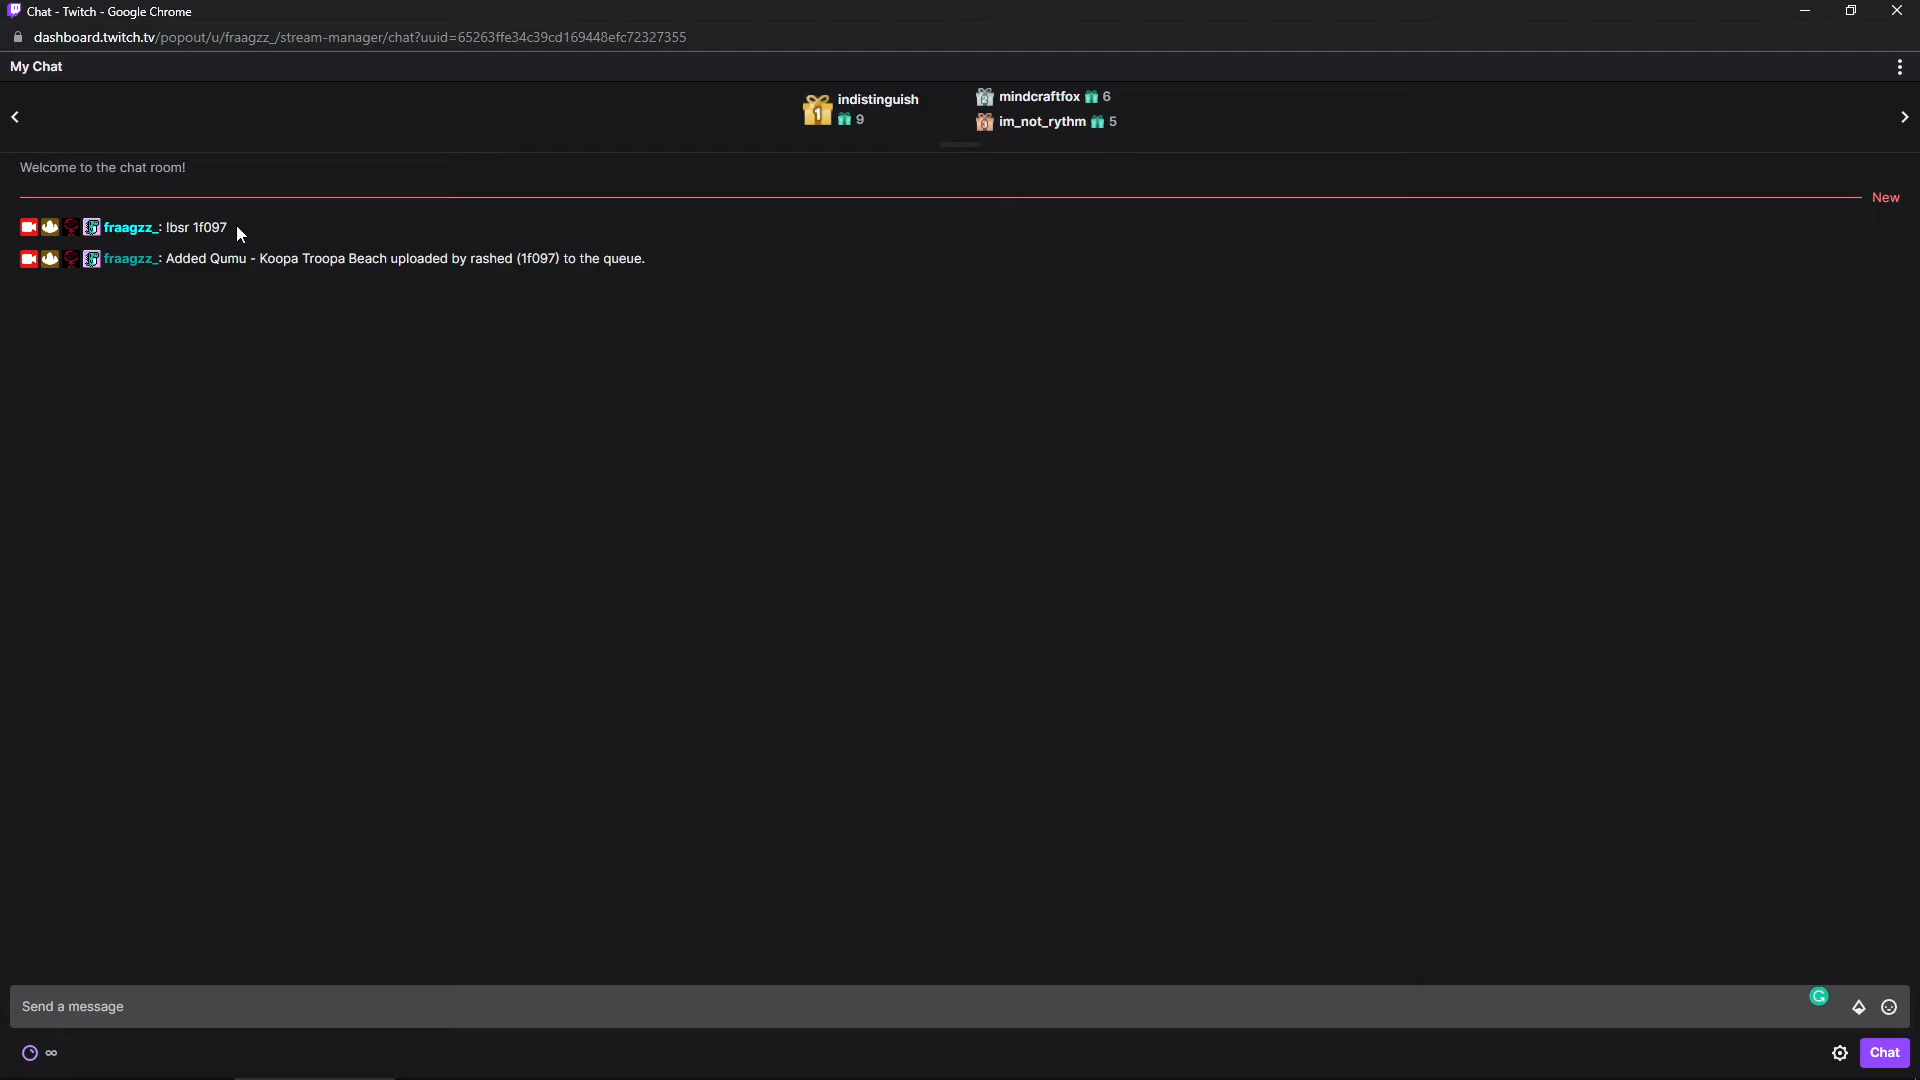 Chat - Twitch - Google Chrome
dashboard.twitch.tv/popout/u/fraagzz_/stream-manager/chat?uuid=65263ffe34c39cd169448efc72327355
My Chat
indistinguish
9
mindcraftfox 6
im_not_rythm 5
Welcome to the chat room!
New
fraagzz_: !bsr 1f097
fraagzz_: Added Qumu - Koopa Troopa Beach uploaded by rashed (1f097) to the queue.
Send a message
∞
Chat